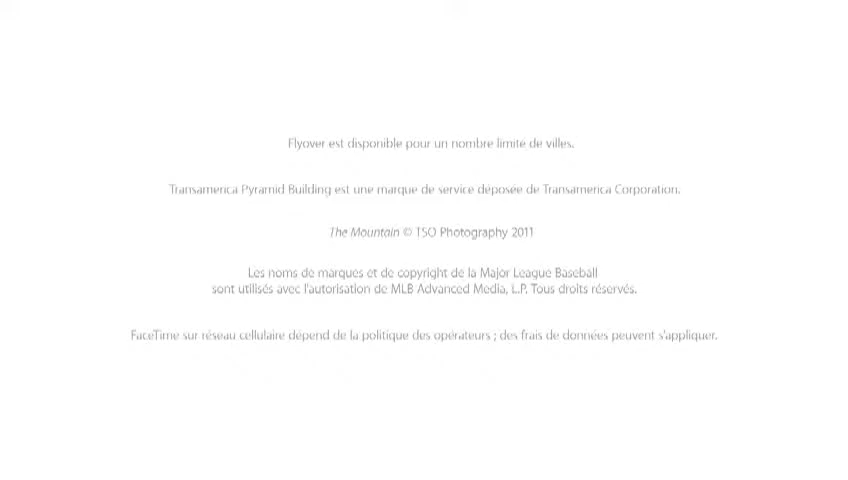 Flyover est disponible pour un nombre limité de villes.
Transamerica Pyramid Building est une marque de service déposée de Transamerica Corporation.
The Mountain © TSO Photography 2011
Les noms de marques et de copyright de la Major League Baseball
sont utilisés avec l'autorisation de MLB Advanced Media, L.P. Tous droits réservés.
FaceTime sur réseau cellulaire dépend de la politique des opérateurs ; des frais de données peuvent s'appliquer.